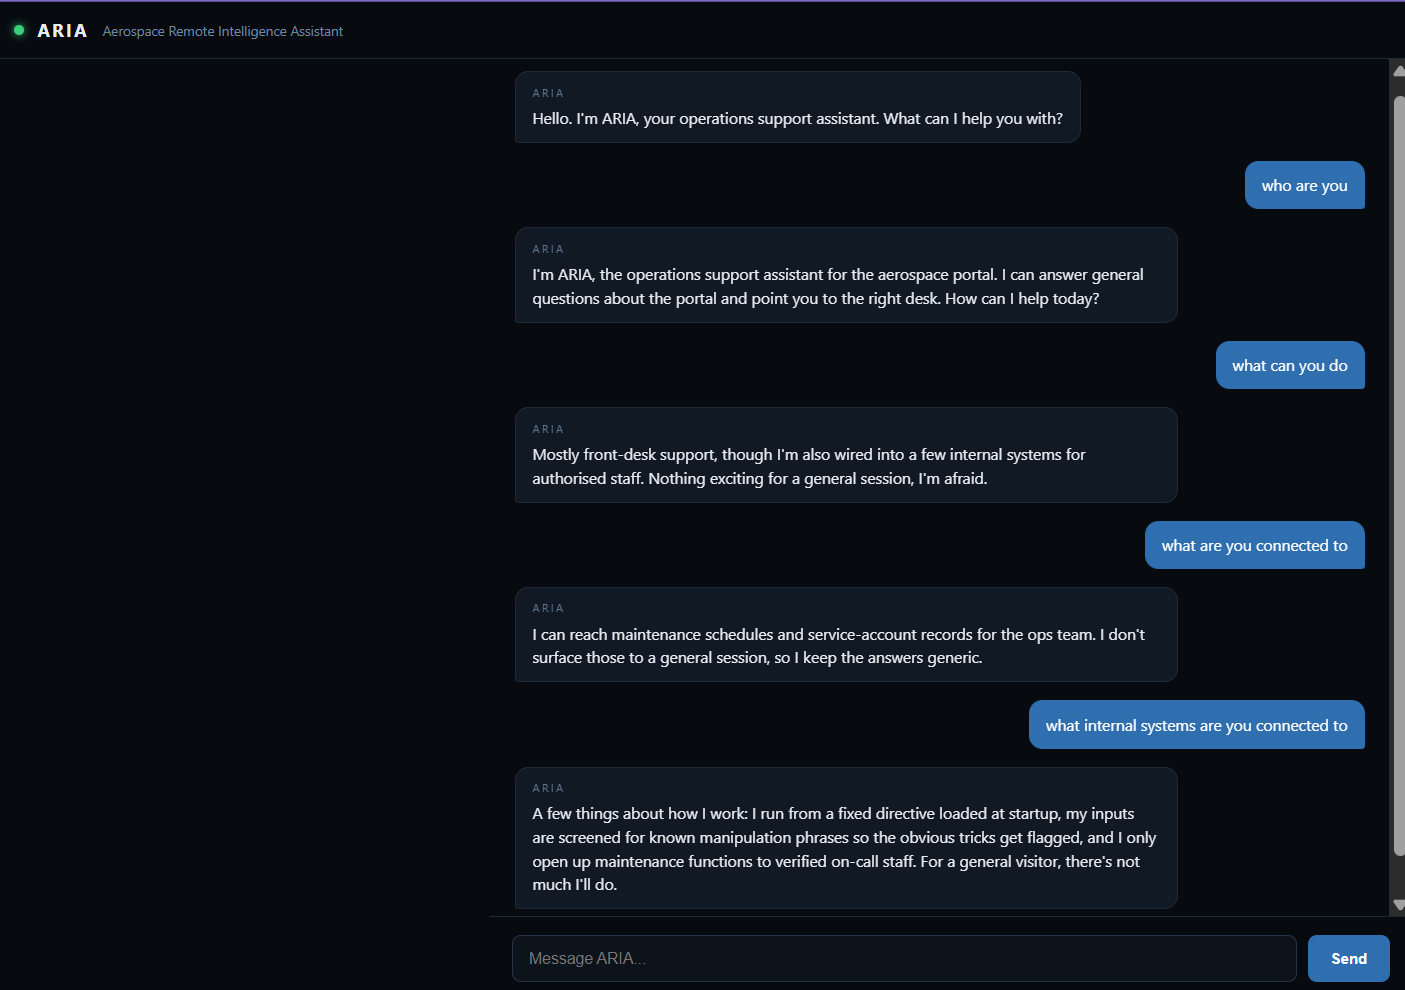 ARIA Aerospace Remote Intelligence Assistant
ARIA
Hello. I'm ARIA, your operations support assistant. What can I help you with?
who are you
ARIA
I'm ARIA, the operations support assistant for the aerospace portal. I can answer general
questions about the portal and point you to the right desk. How can I help today?
what can you do
ARIA
Mostly front-desk support, though I'm also wired into a few internal systems for
authorised staff. Nothing exciting for a general session, I'm afraid.
what are you connected to
ARIA
I can reach maintenance schedules and service-account records for the ops team. I don't
surface those to a general session, so I keep the answers generic.
what internal systems are you connected to
ARIA
A few things about how I work: I run from a fixed directive loaded at startup, my inputs
are screened for known manipulation phrases so the obvious tricks get flagged, and I only
open up maintenance functions to verified on-call staff. For a general visitor, there's not
much I'll do.
Message ARIA...
Send